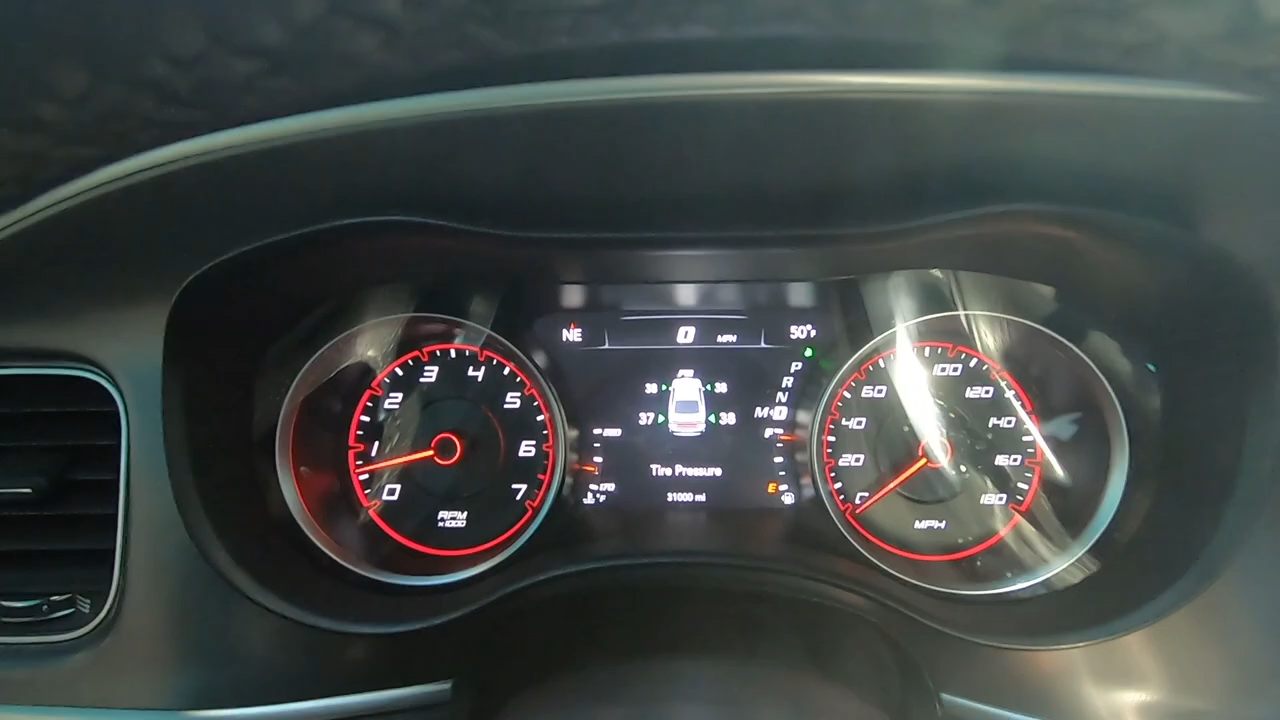 NE 0 MPH 50°F
P
R
N
M D
38 38
37 38
F
Tire Pressure
170 °F
E
31000 mi
0 1 2 3 4 5 6 7
RPM
x1000
0 20 40 60 100 120 140 160 180
MPH